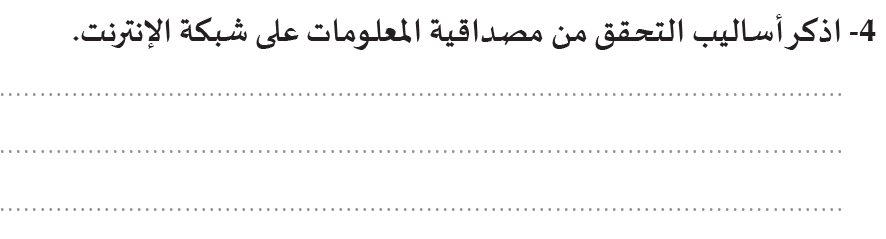 4- اذكر أساليب التحقق من مصداقية المعلومات على شبكة الإنترنت.